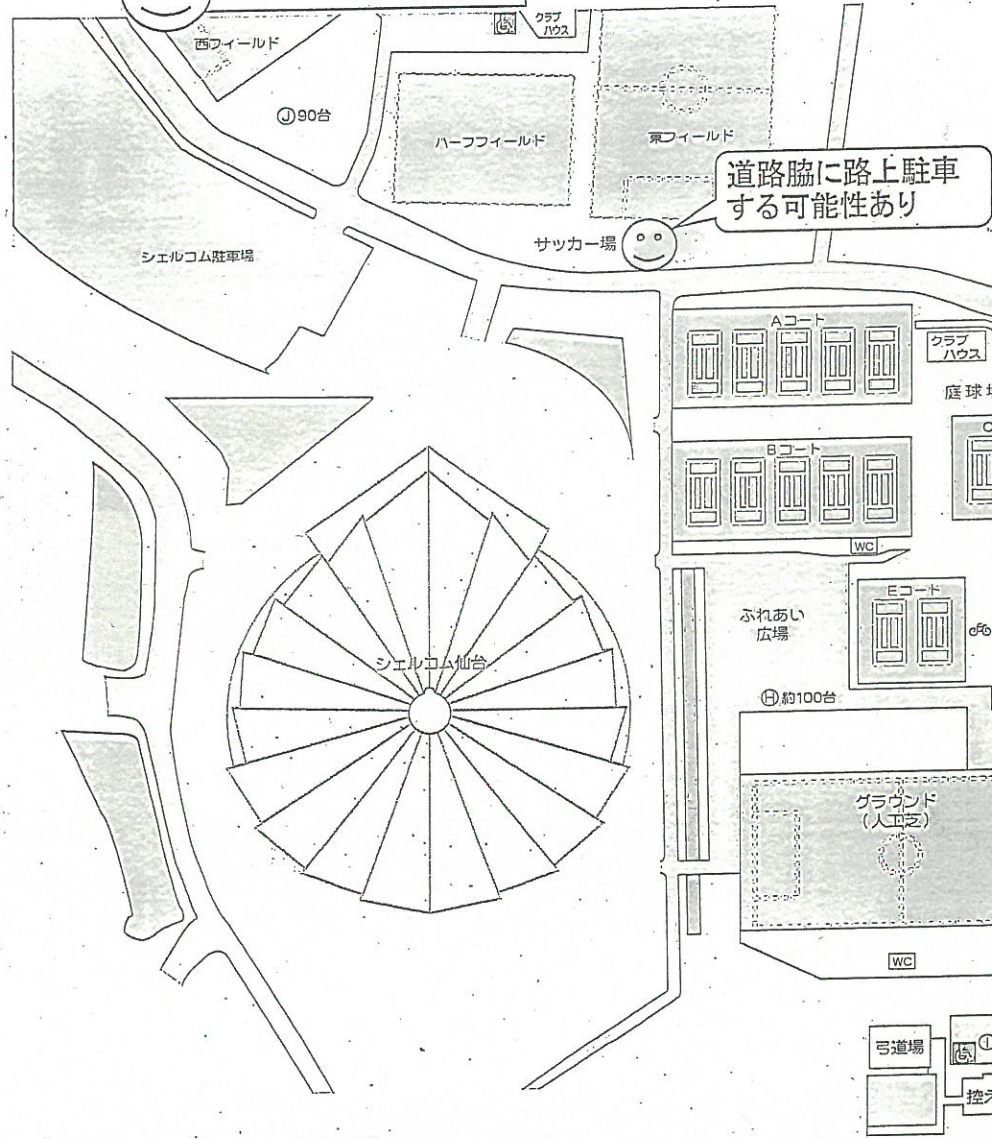 クラブ
ハウス
西フィールド
Ⓙ90台
ハーフフィールド
東フィールド
道路脇に路上駐車
する可能性あり
サッカー場
シェルコム駐車場
Aコート
クラブ
ハウス
庭球場
Bコート
C
WC
Eコート
ふれあい
広場
シェルコム仙台
Ⓗ約100台
グラウンド
(人工芝)
WC
弓道場
Ⓘ
控え